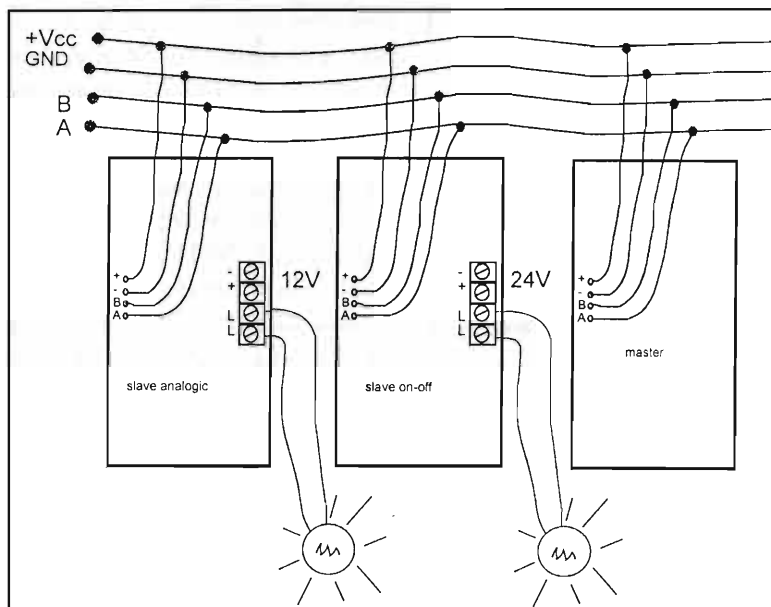 +Vcc
GND
B
A
+
-
B
A
-
+
L
L
12V
slave analogic
+
-
B
A
-
+
L
L
24V
slave on-off
+
-
B
A
master